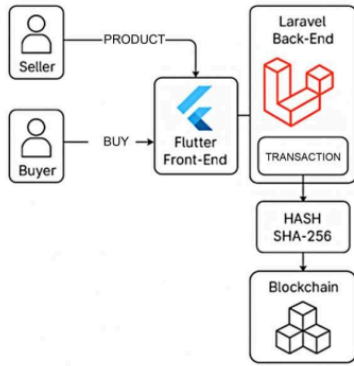 Seller
PRODUCT
Buyer
BUY
Flutter
Front-End
Laravel
Back-End
TRANSACTION
HASH
SHA-256
Blockchain